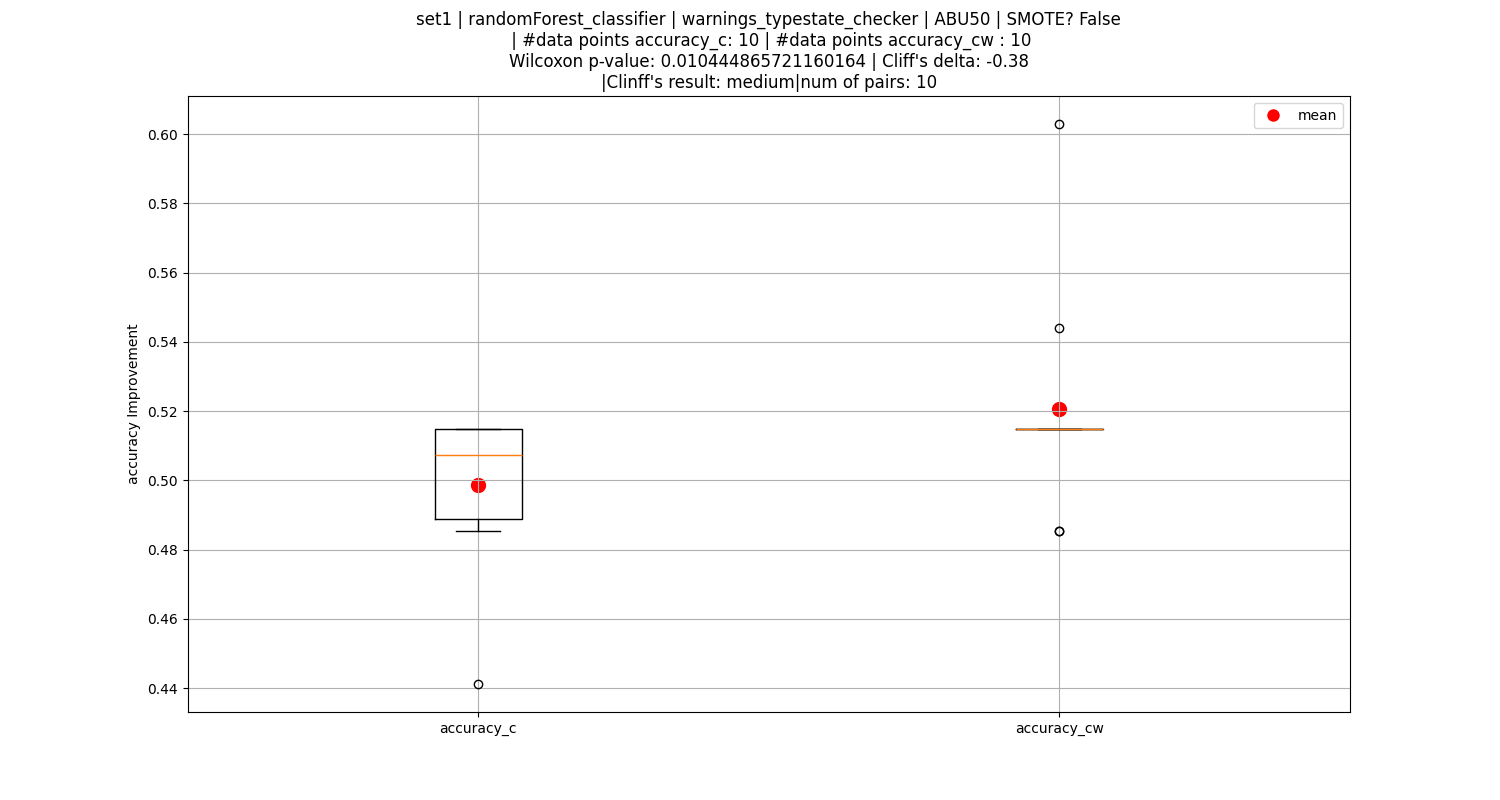 set1 | randomForest_classifier | warnings_typestate_checker | ABU50 | SMOTE? False
| #data points accuracy_c: 10 | #data points accuracy_cw : 10
Wilcoxon p-value: 0.010444865721160164 | Cliff's delta: -0.38
|Clinff's result: medium|num of pairs: 10
mean
accuracy Improvement
0.60
0.58
0.56
0.54
0.52
0.50
0.48
0.46
0.44
accuracy_c
accuracy_cw